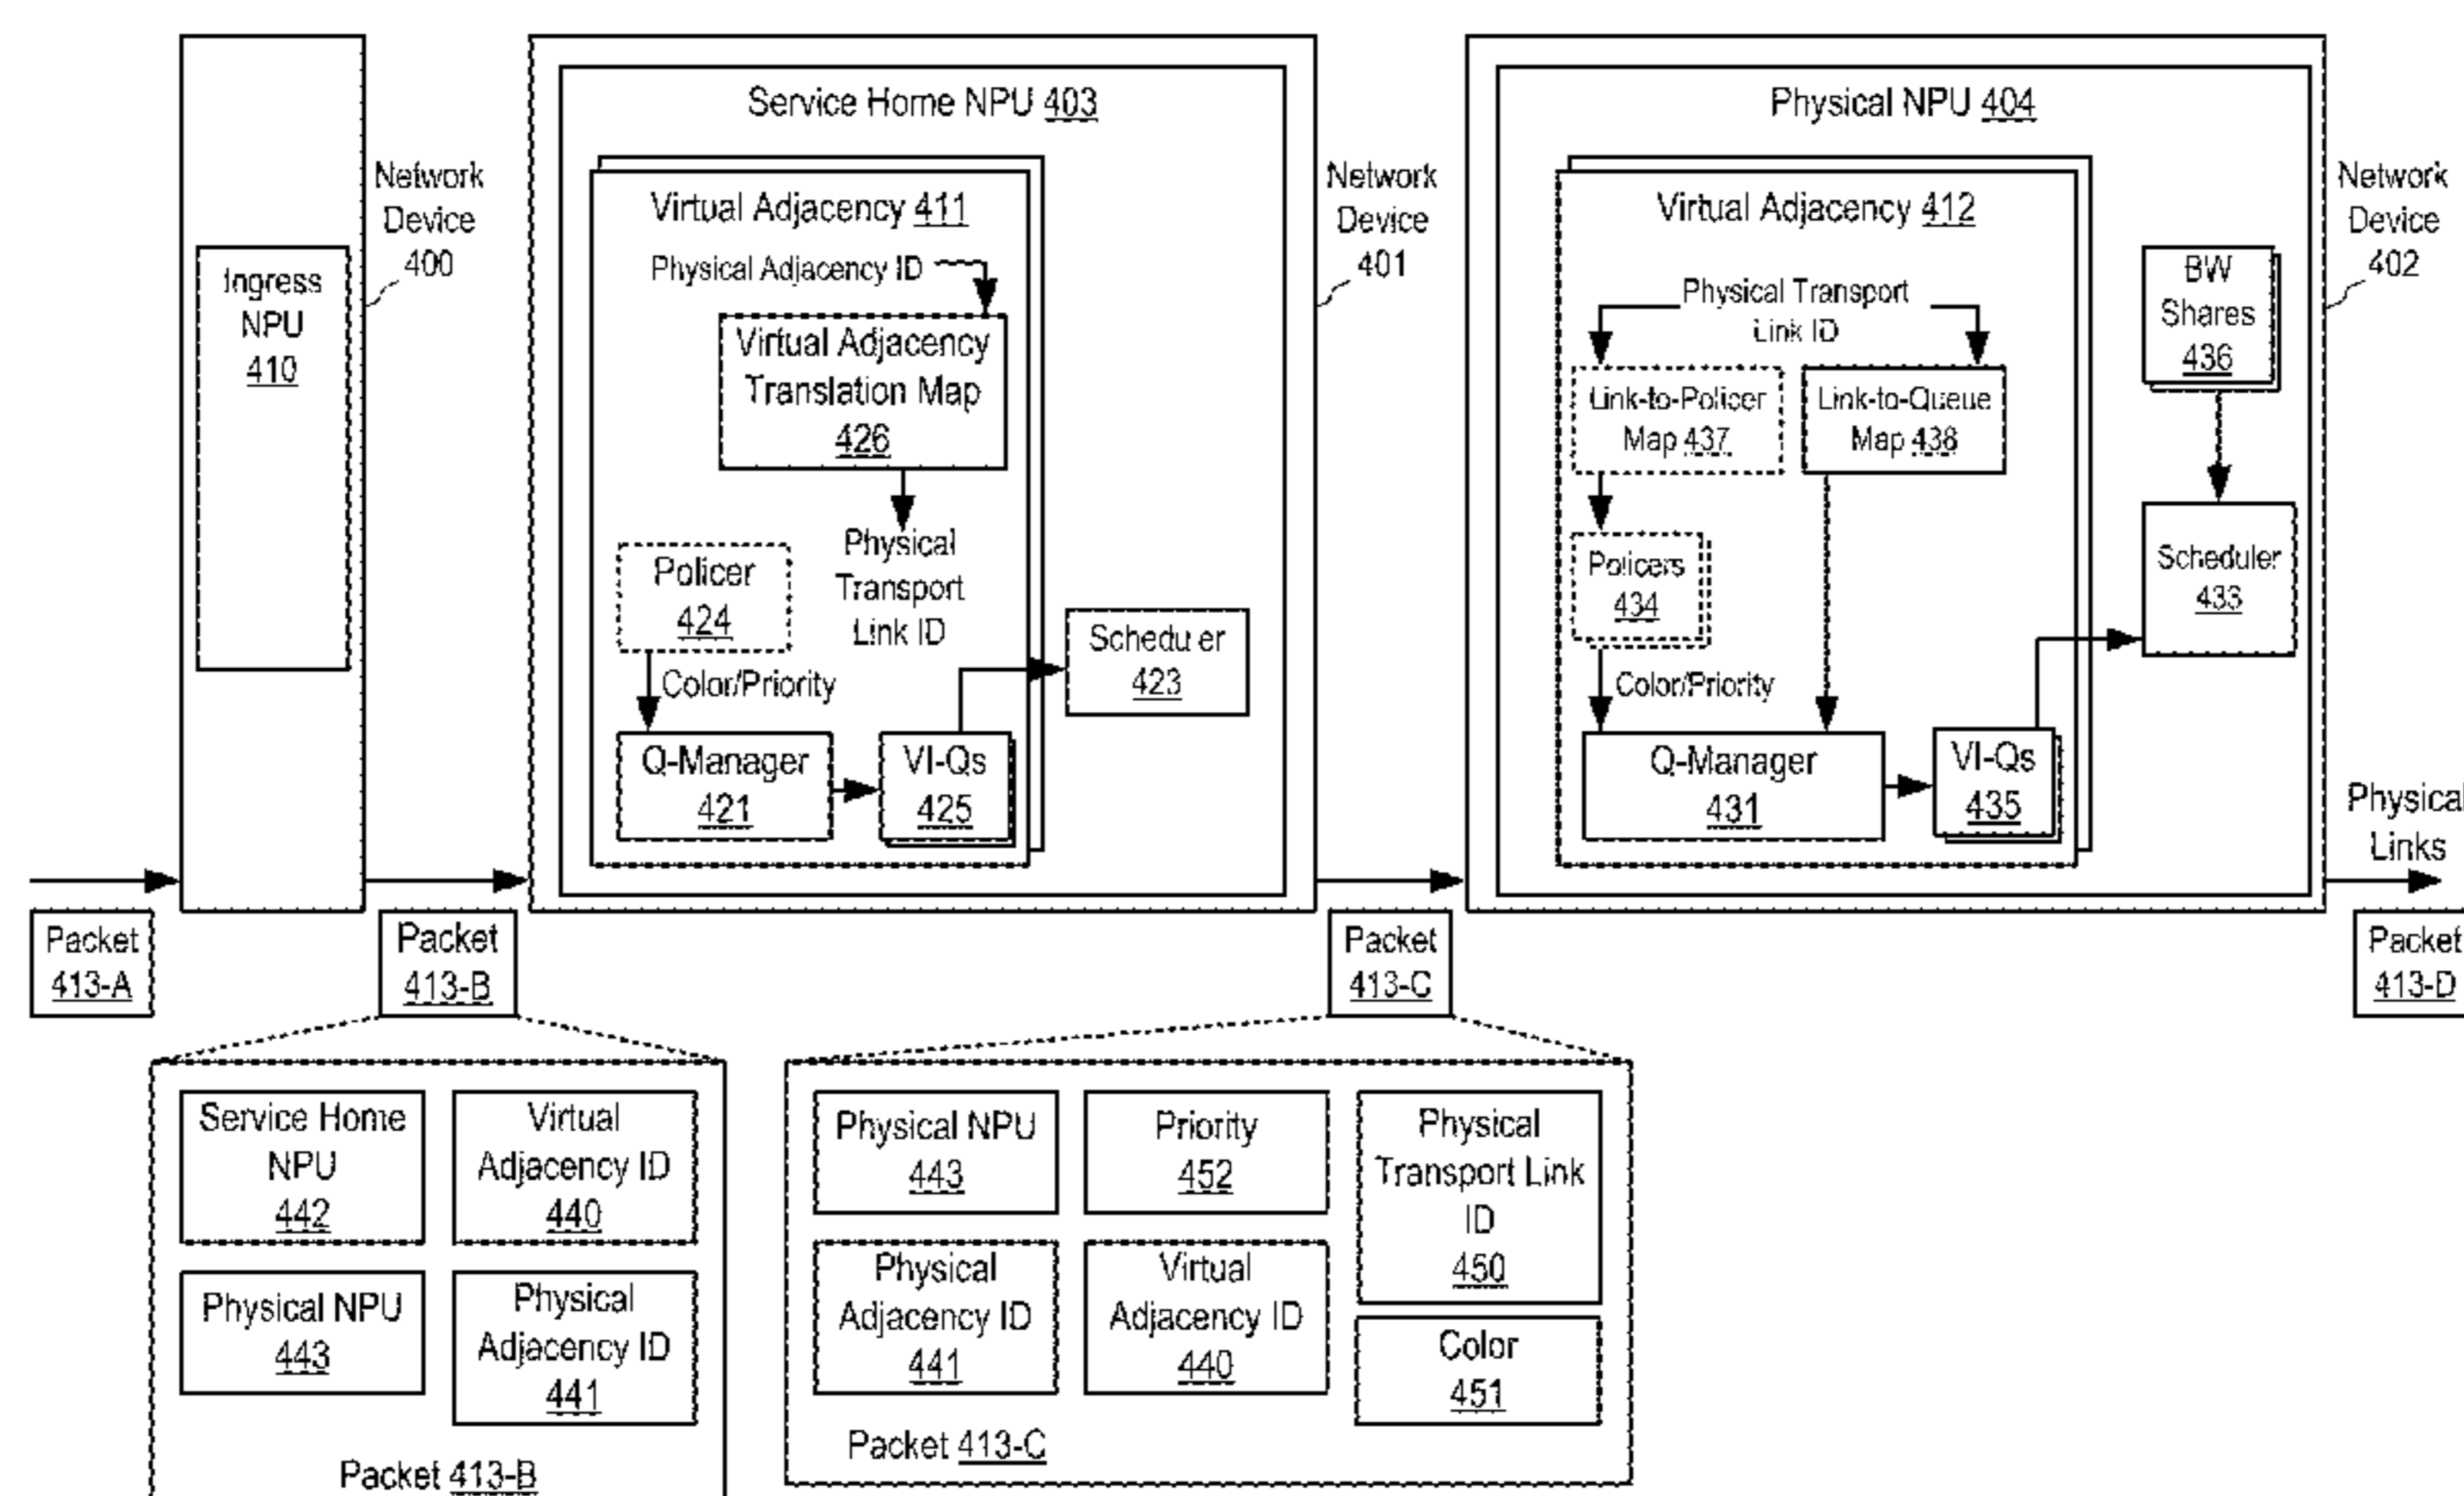 Service Home NPU 403
Physical NPU 404
Network
Device
400
Network
Device
401
Network
Device
402
Ingress
NPU
410
Virtual Adjacency 411
Physical Adjacency ID
Virtual Adjacency
Translation Map
426
Physical
Transport
Link ID
Policer
424
Color/Priority
Q-Manager
421
VI-Qs
425
Scheduler
423
Virtual Adjacency 412
Physical Transport
Link ID
Link-to-Policer
Map 437
Link-to-Queue
Map 438
Policers
434
Color/Priority
Q-Manager
431
VI-Qs
435
BW
Shares
436
Scheduler
433
Physical
Links
Packet
413-A
Packet
413-B
Packet
413-C
Packet
413-D
Service Home
NPU
442
Virtual
Adjacency ID
440
Physical NPU
443
Physical
Adjacency ID
441
Packet 413-B
Physical NPU
443
Priority
452
Physical
Transport Link
ID
450
Physical
Adjacency ID
441
Virtual
Adjacency ID
440
Color
451
Packet 413-C